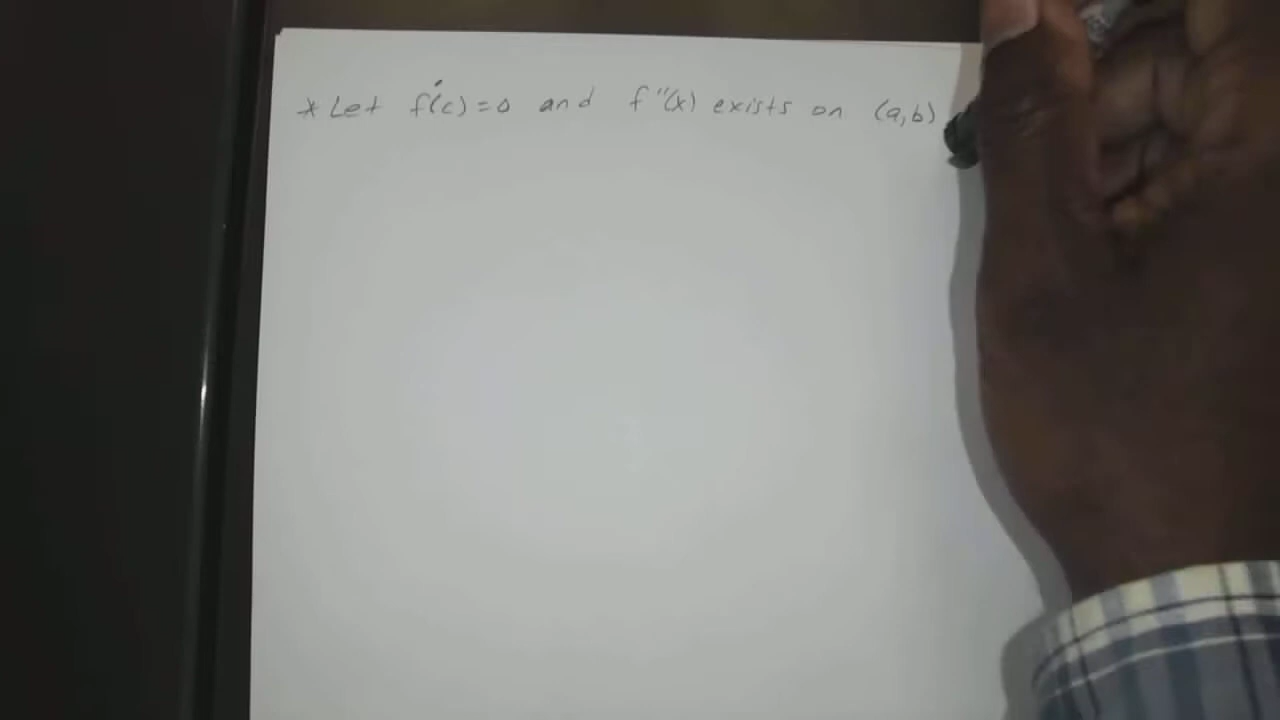 * Let f'(c) = 0 and f''(x) exists on (a,b)